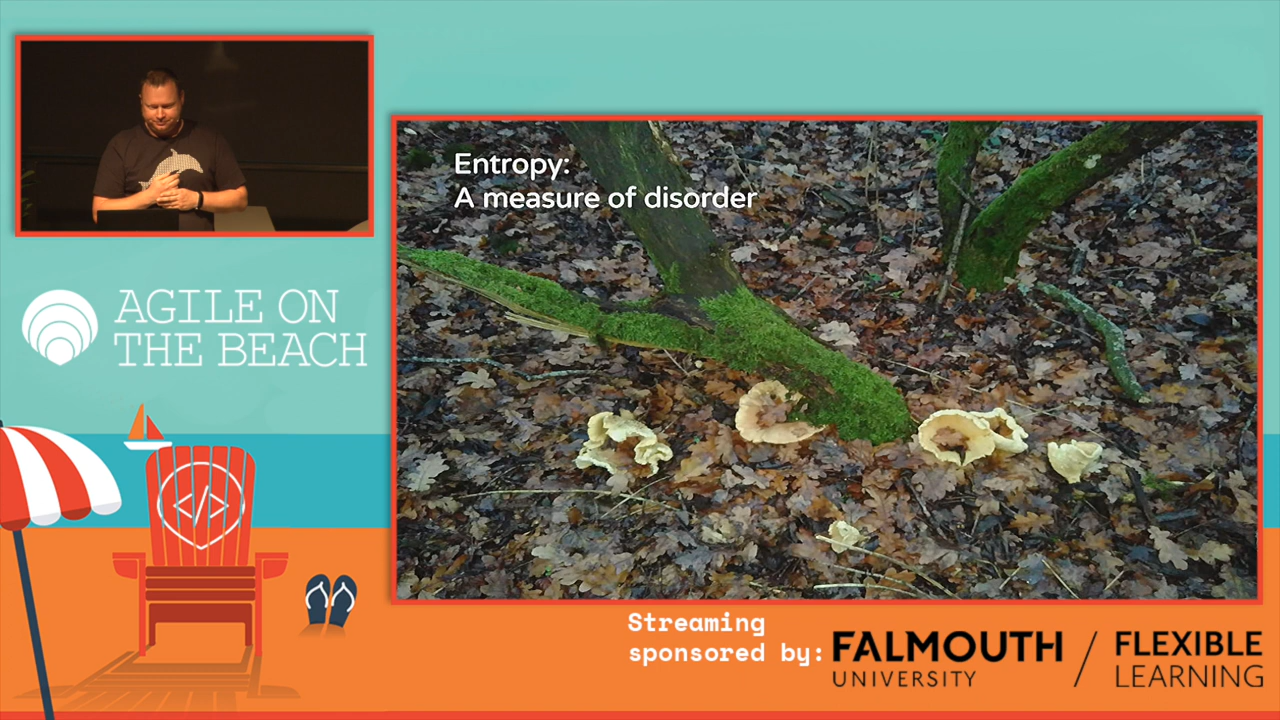 Entropy:
A measure of disorder
AGILE ON
THE BEACH
</>
Streaming
sponsored by:
FALMOUTH
UNIVERSITY
/
FLEXIBLE
LEARNING